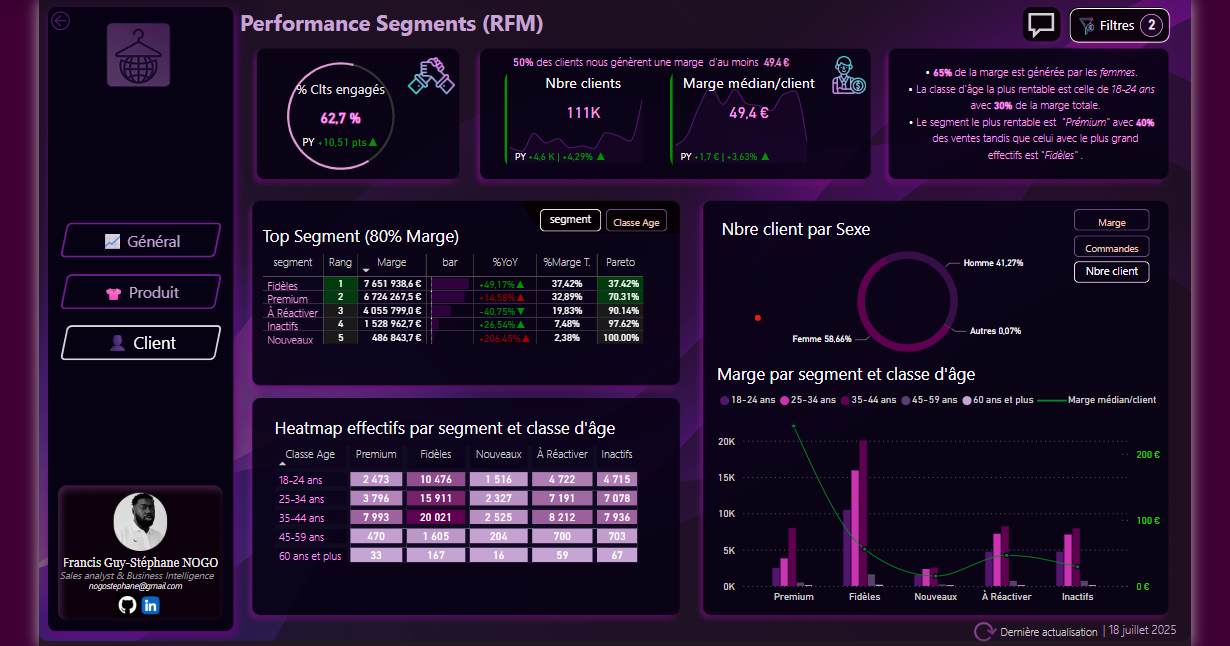 Performance Segments (RFM)
Filtres 2
% Clts engagés
62,7 %
PY +10,51 pts ▲
50% des clients nous génèrent une marge d'au moins 49,4 €
Nbre clients
111K
PY +4,6 K | +4,29% ▲
Marge médian/client
49,4 €
PY +1,7 € | +3,63% ▲
• 65% de la marge est générée par les femmes.
• La classe d'âge la plus rentable est celle de 18-24 ans
avec 30% de la marge totale.
• Le segment le plus rentable est "Prémium" avec 40%
des ventes tandis que celui avec le plus grand
effectifs est "Fidèles" .
Général
Produit
Client
Francis Guy-Stéphane NOGO
Sales analyst & Business Intelligence
nogostephane@gmail.com
segment Classe Age
Top Segment (80% Marge)
segment Rang Marge bar %YoY %Marge T. Pareto
Fidèles 1 7 651 938,6 € +49,17% ▲ 37,42% 37.42%
Premium 2 6 724 267,5 € +14,58% ▲ 32,89% 70.31%
À Réactiver 3 4 055 799,0 € -40,75% ▼ 19,83% 90.14%
Inactifs 4 1 528 962,7 € +26,54% ▲ 7,48% 97.62%
Nouveaux 5 486 843,7 € +206,45% ▲ 2,38% 100.00%
Heatmap effectifs par segment et classe d'âge
Classe Age Premium Fidèles Nouveaux À Réactiver Inactifs
18-24 ans 2 473 10 476 1 516 4 722 4 715
25-34 ans 3 796 15 911 2 327 7 191 7 078
35-44 ans 7 993 20 021 2 525 8 212 7 936
45-59 ans 470 1 605 204 700 703
60 ans et plus 33 167 16 59 67
Nbre client par Sexe
Marge
Commandes
Nbre client
Homme 41,27%
Autres 0,07%
Femme 58,66%
Marge par segment et classe d'âge
18-24 ans 25-34 ans 35-44 ans 45-59 ans 60 ans et plus Marge médian/client
20K
15K
10K
5K
0K
200 €
100 €
0 €
Premium Fidèles Nouveaux À Réactiver Inactifs
Dernière actualisation | 18 juillet 2025